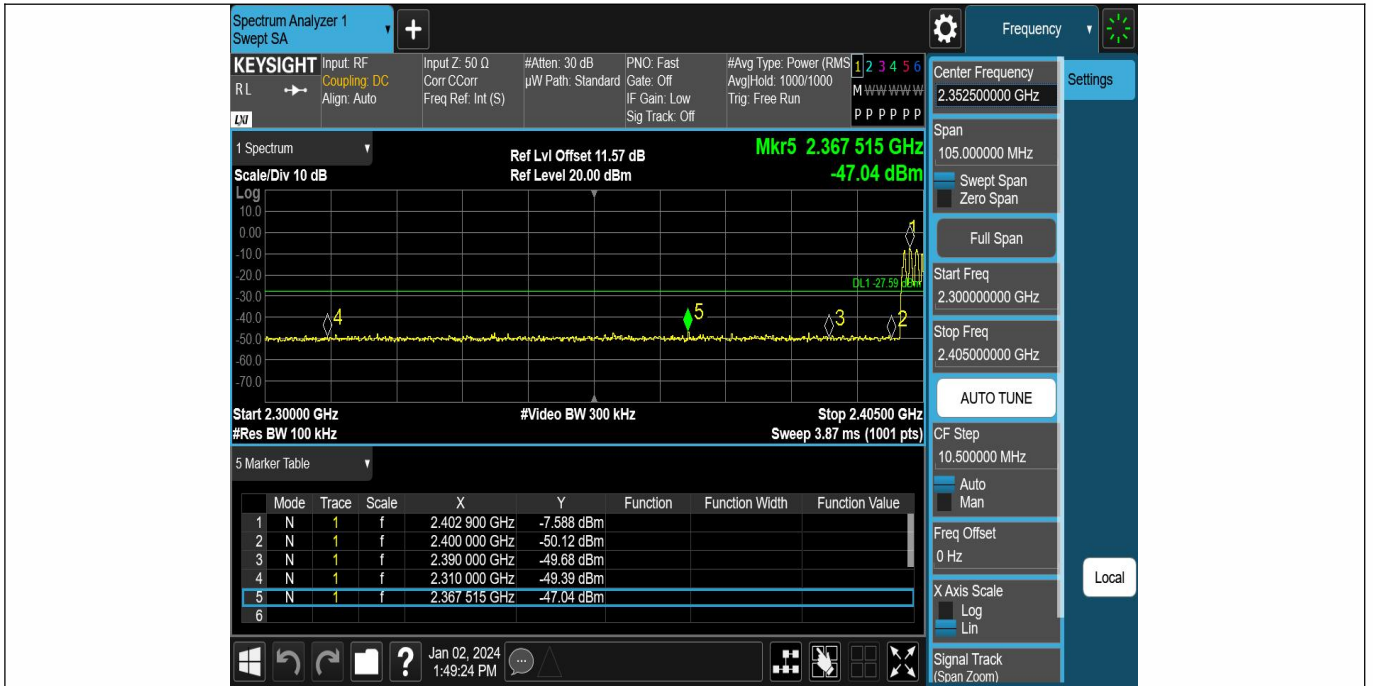 Spectrum Analyzer 1
Swept SA
+
Frequency
KEYSIGHT
RL
LXI
Input: RF
Coupling: DC
Align: Auto
Input Z: 50 Ω
Corr CCorr
Freq Ref: Int (S)
#Atten: 30 dB
µW Path: Standard
PNO: Fast
Gate: Off
IF Gain: Low
Sig Track: Off
#Avg Type: Power (RMS
Avg|Hold: 1000/1000
Trig: Free Run
1 2 3 4 5 6
M W W W W W
P P P P P P
Center Frequency
2.352500000 GHz
Settings
Span
105.000000 MHz
Swept Span
Zero Span
Full Span
Start Freq
2.300000000 GHz
Stop Freq
2.405000000 GHz
AUTO TUNE
CF Step
10.500000 MHz
Auto
Man
Freq Offset
0 Hz
X Axis Scale
Log
Lin
Signal Track
(Span Zoom)
Local
1 Spectrum
Scale/Div 10 dB
Ref Lvl Offset 11.57 dB
Ref Level 20.00 dBm
Mkr5 2.367 515 GHz
-47.04 dBm
Log
10.0
0.00
-10.0
-20.0
-30.0
-40.0
-50.0
-60.0
-70.0
1
DL1 -27.59 dBm
4
5
3
2
Start 2.30000 GHz
#Video BW 300 kHz
Stop 2.40500 GHz
#Res BW 100 kHz
Sweep 3.87 ms (1001 pts)
5 Marker Table
Mode Trace Scale X Y Function Function Width Function Value
1 N 1 f 2.402 900 GHz -7.588 dBm
2 N 1 f 2.400 000 GHz -50.12 dBm
3 N 1 f 2.390 000 GHz -49.68 dBm
4 N 1 f 2.310 000 GHz -49.39 dBm
5 N 1 f 2.367 515 GHz -47.04 dBm
6
?
Jan 02, 2024
1:49:24 PM